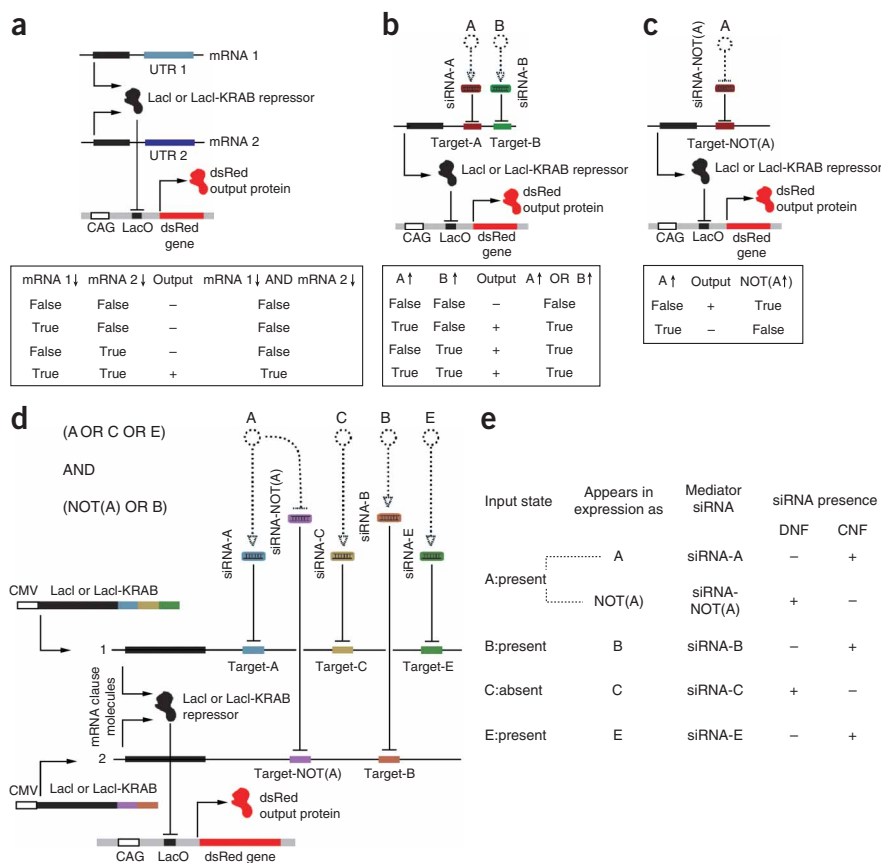 a
mRNA 1
UTR 1
LacI or LacI-KRAB repressor
mRNA 2
UTR 2
dsRed
output protein
CAG LacO dsRed
gene
mRNA 1↓ mRNA 2↓ Output mRNA 1↓ AND mRNA 2↓
False False – False
True False – False
False True – False
True True + True
b
A B
siRNA-A
siRNA-B
Target-A Target-B
LacI or LacI-KRAB repressor
dsRed
output protein
CAG LacO dsRed
gene
A↑ B↑ Output A↑ OR B↑
False False – False
True False + True
False True + True
True True + True
c
A
siRNA-NOT(A)
Target-NOT(A)
LacI or LacI-KRAB repressor
dsRed
output protein
CAG LacO dsRed
gene
A↑ Output NOT(A↑)
False + True
True – False
d
(A OR C OR E)
AND
(NOT(A) OR B)
A C B E
siRNA-A
siRNA-NOT(A)
siRNA-C
siRNA-B
siRNA-E
CMV LacI or LacI-KRAB
1
Target-A Target-C Target-E
mRNA clause
molecules
LacI or LacI-KRAB
repressor
2
Target-NOT(A) Target-B
CMV LacI or LacI-KRAB
dsRed
output protein
CAG LacO dsRed gene
e
Input state Appears in expression as Mediator siRNA siRNA presence
DNF CNF
A:present
A siRNA-A – +
NOT(A) siRNA-NOT(A) + –
B:present B siRNA-B – +
C:absent C siRNA-C + –
E:present E siRNA-E – +